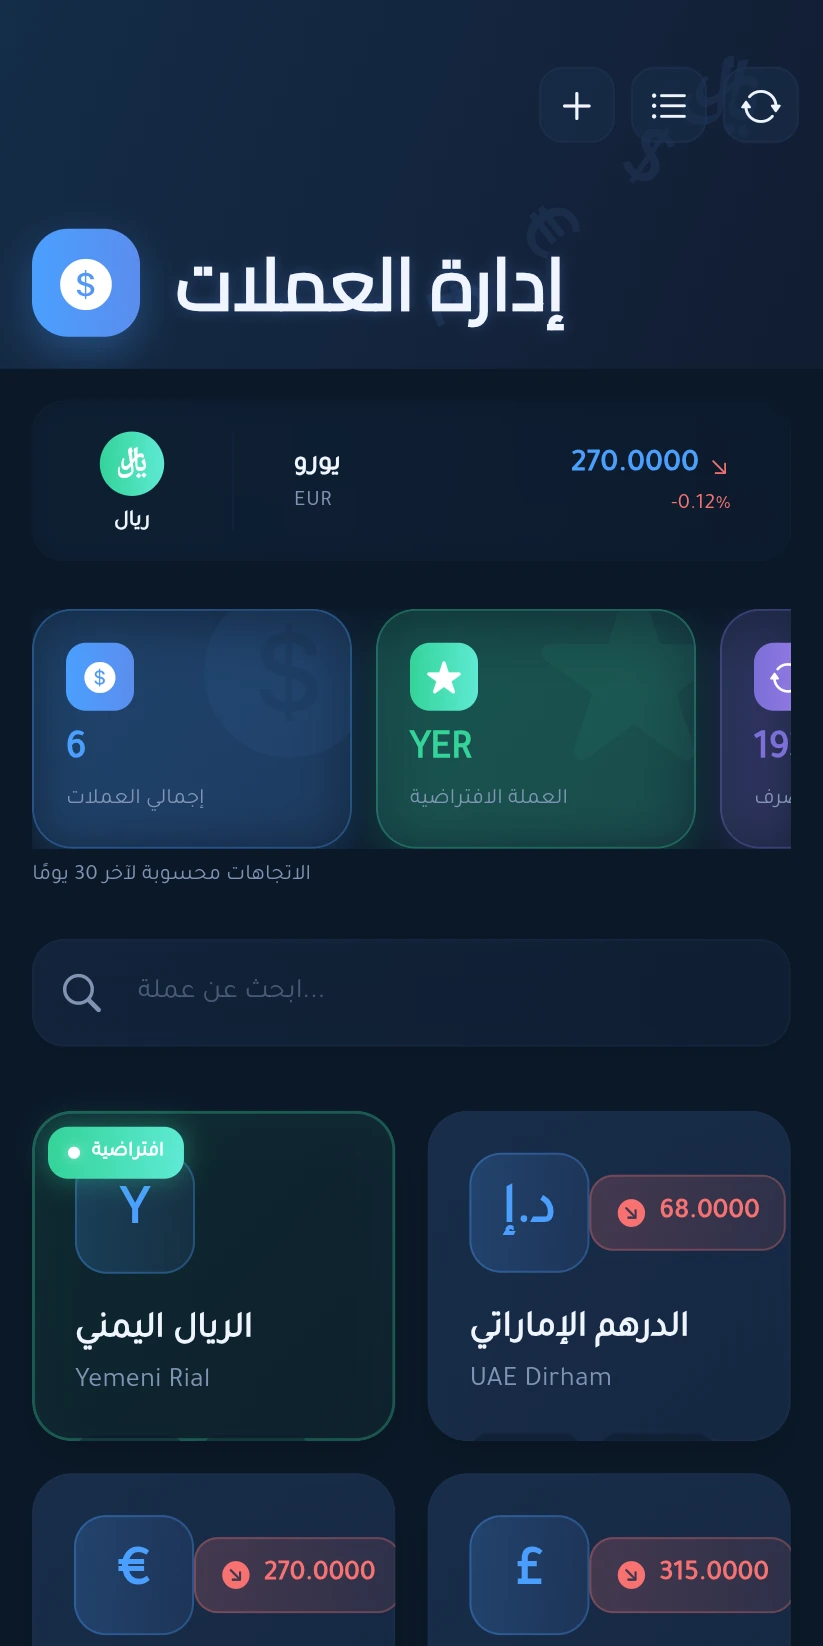 إدارة العملات
ريال
يورو
EUR
270.0000
-0.12%
6
إجمالي العملات
YER
العملة الافتراضية
الاتجاهات محسوبة لآخر 30 يومًا
ابحث عن عملة...
افتراضية
Y
الريال اليمني
Yemeni Rial
د.إ
68.0000
الدرهم الإماراتي
UAE Dirham
€
270.0000
£
315.0000